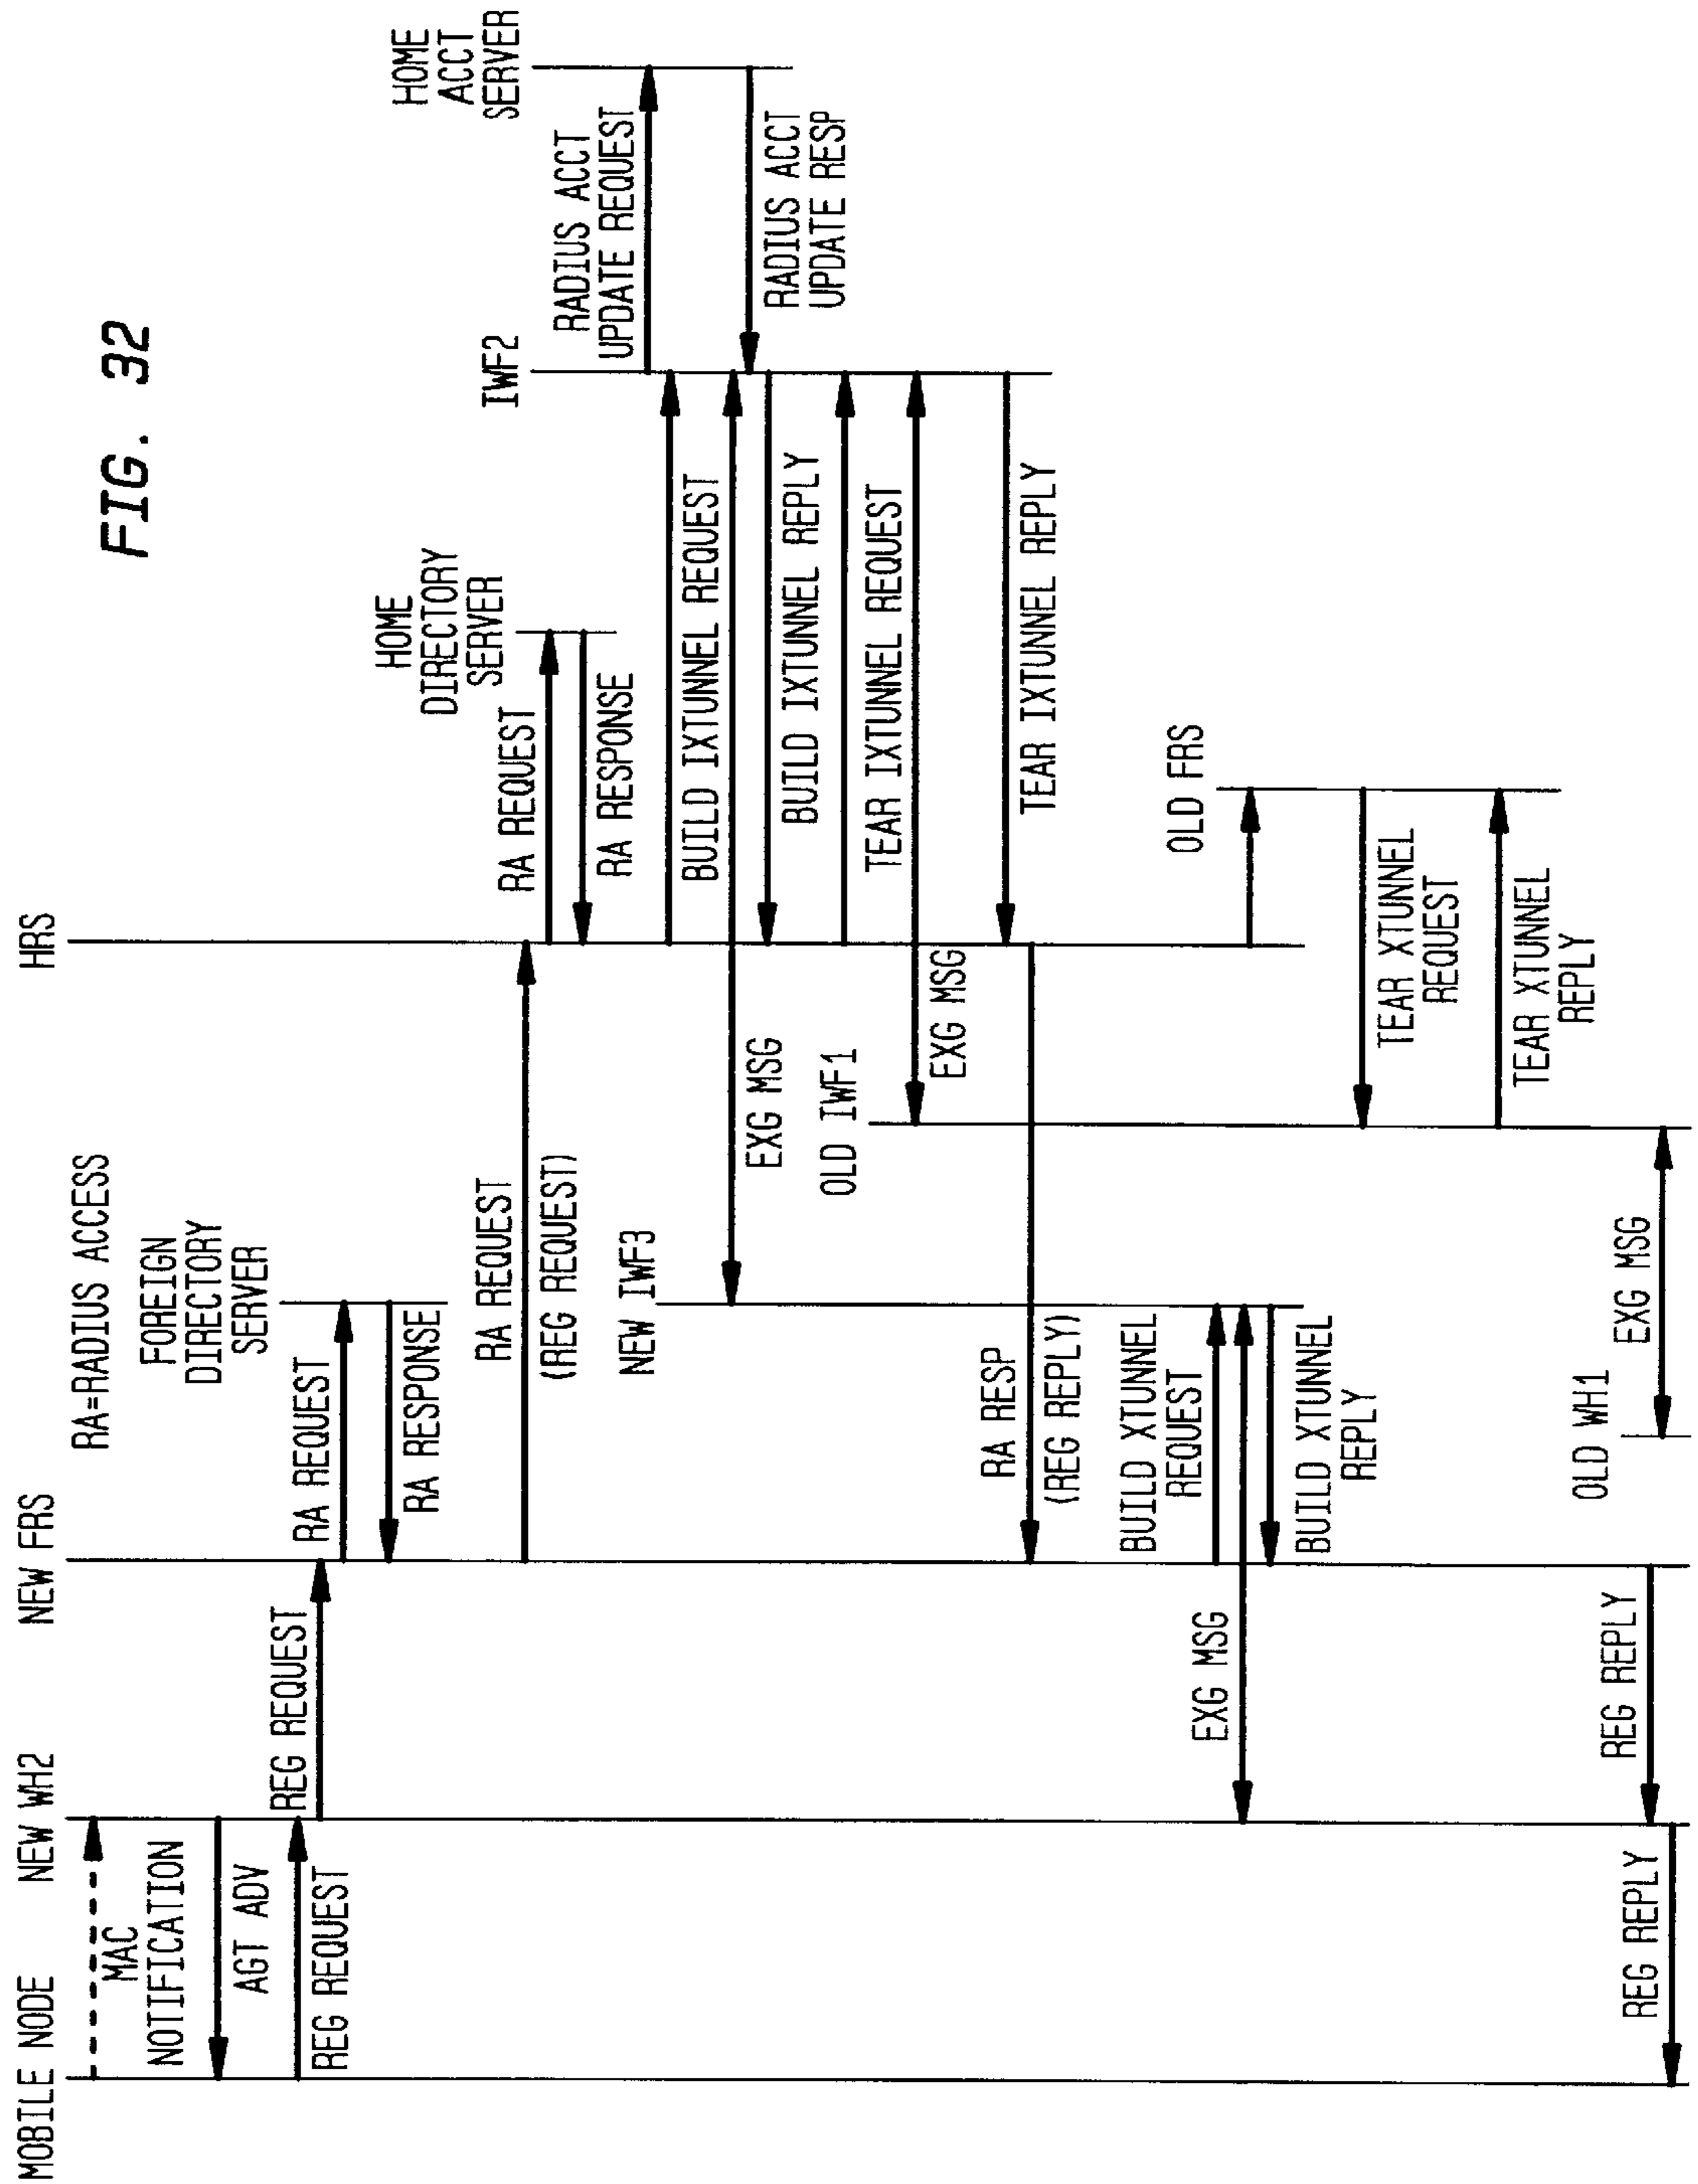 FIG. 32
MOBILE NODE
NEW WH2
NEW FRS
HRS
RA=RADIUS ACCESS
MAC
NOTIFICATION
AGT ADV
REG REQUEST
REG REQUEST
FOREIGN
DIRECTORY
SERVER
RA REQUEST
RA RESPONSE
RA REQUEST
(REG REQUEST)
HOME
DIRECTORY
SERVER
RA REQUEST
RA RESPONSE
IWF2
HOME
ACCT
SERVER
RADIUS ACCT
UPDATE REQUEST
RADIUS ACCT
UPDATE RESP
BUILD IXTUNNEL REQUEST
NEW IWF3
EXG MSG
BUILD IXTUNNEL REPLY
TEAR IXTUNNEL REQUEST
OLD IWF1
EXG MSG
TEAR IXTUNNEL REPLY
RA RESP
(REG REPLY)
BUILD XTUNNEL
REQUEST
EXG MSG
BUILD XTUNNEL
REPLY
OLD FRS
TEAR XTUNNEL
REQUEST
TEAR XTUNNEL
REPLY
OLD WH1
EXG MSG
REG REPLY
REG REPLY